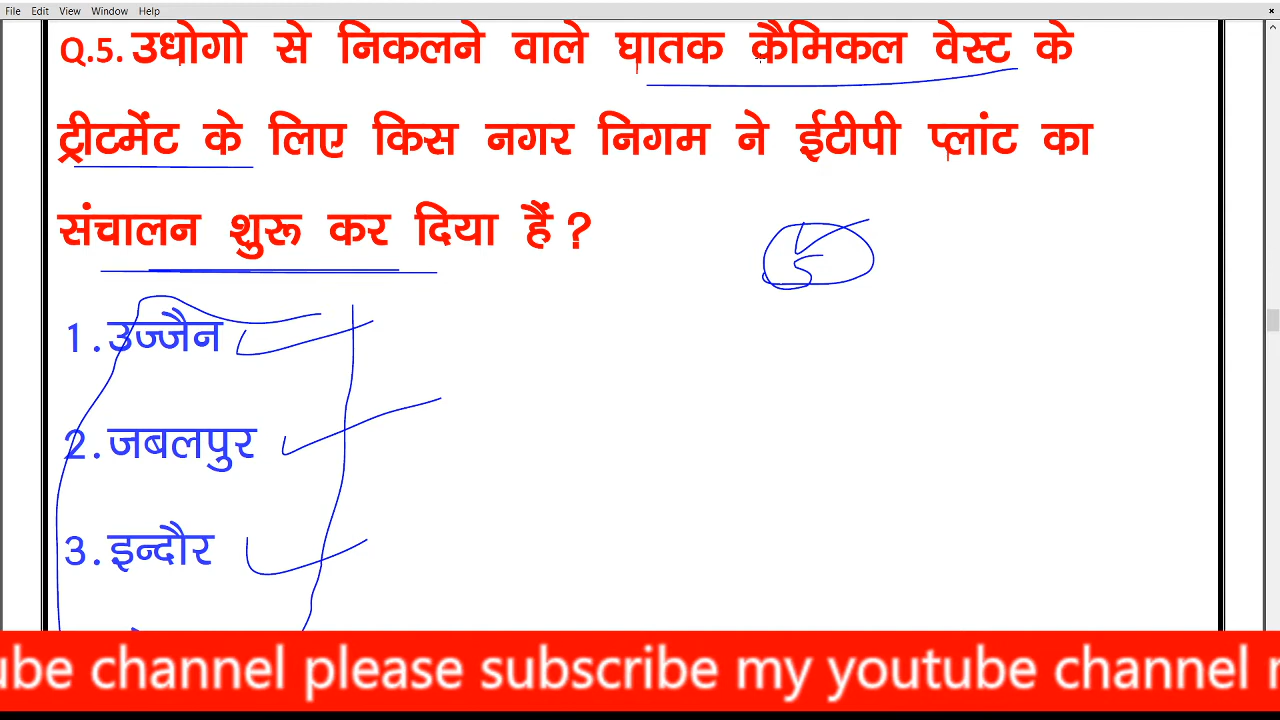 File Edit View Window Help
Q.5. उधोगो से निकलने वाले घातक कैमिकल वेस्ट के
ट्रीटमेंट के लिए किस नगर निगम ने ईटीपी प्लांट का
संचालन शुरू कर दिया हैं ?
5
1. उज्जैन
2. जबलपुर
3. इन्दौर
ube channel please subscribe my youtube channel